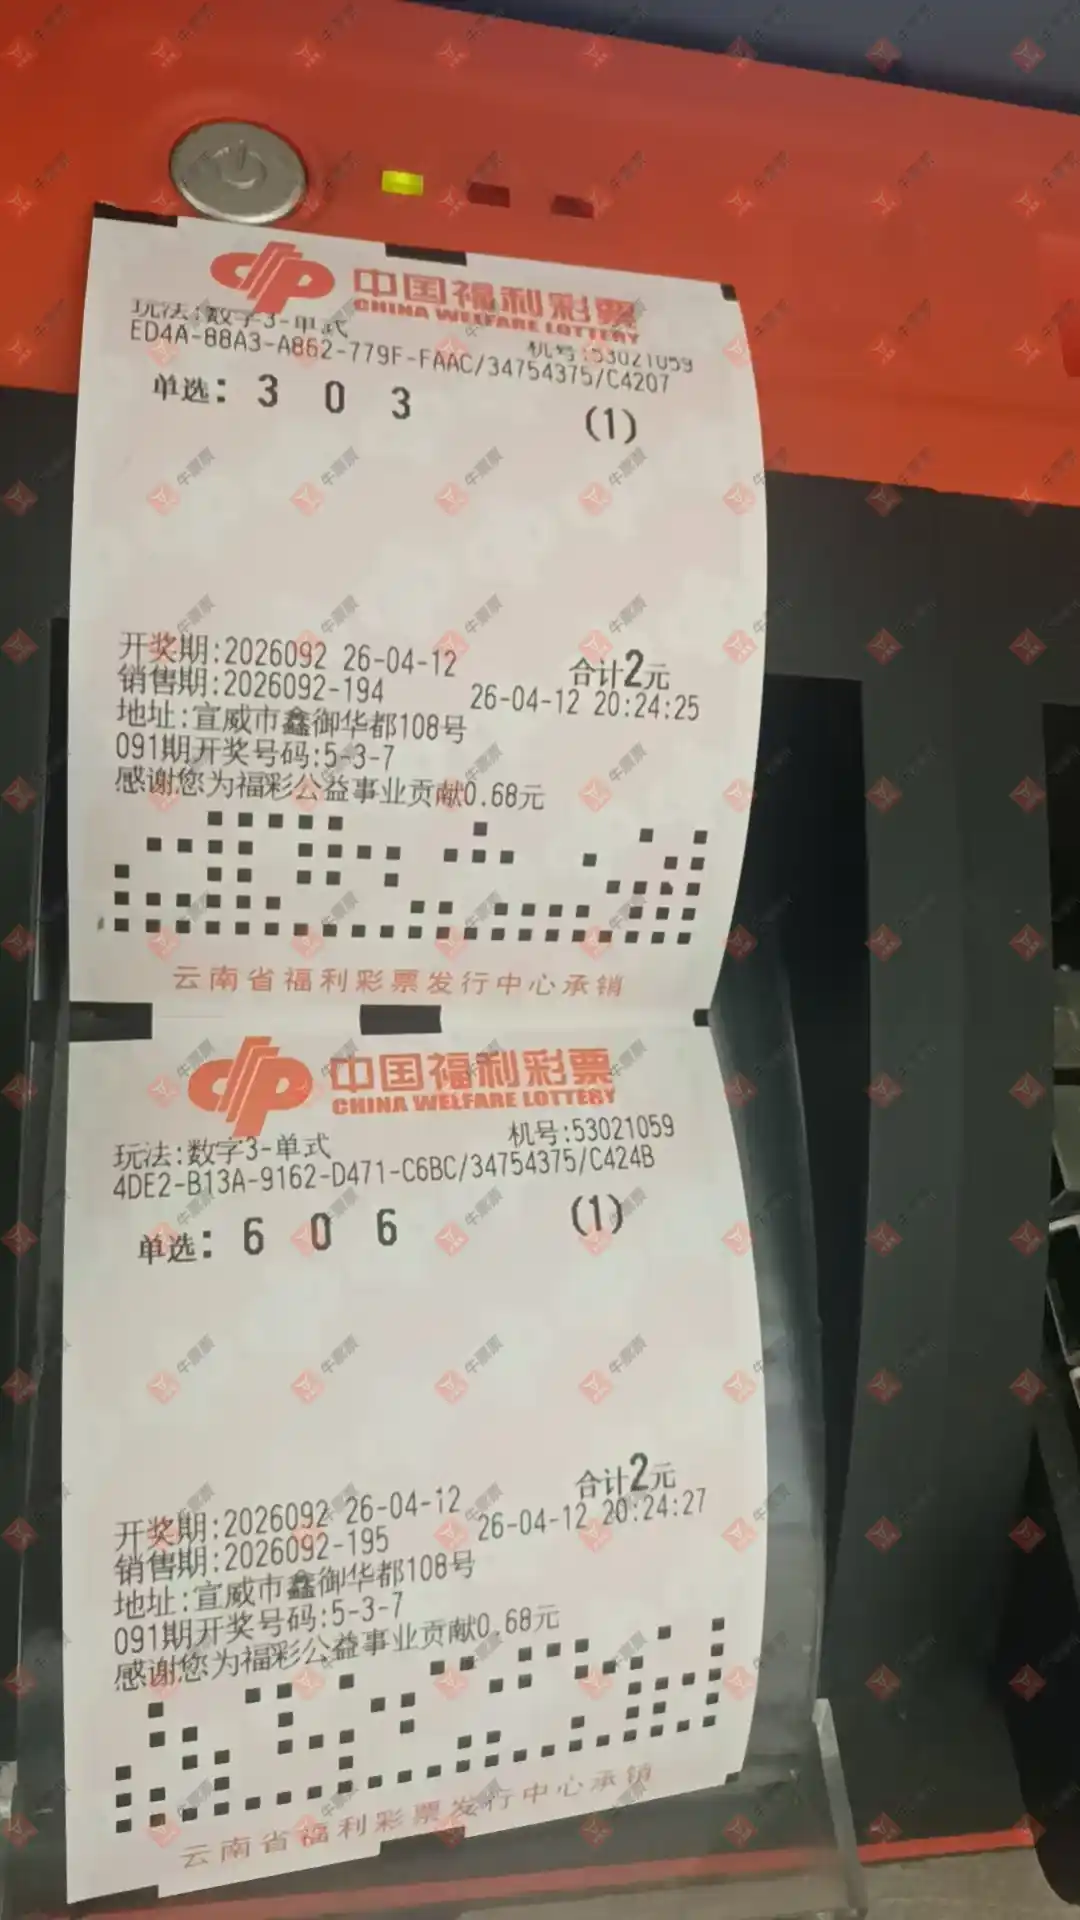 中国福利彩票
CHINA WELFARE LOTTERY
玩法:数字3-单式
机号:53021059
ED4A-88A3-A862-779F-FAAC/34754375/C4207
单选: 3 0 3 (1)
开奖期:2026092 26-04-12 合计2元
销售期:2026092-194 26-04-12 20:24:25
地址:宣威市鑫御华都108号
091期开奖号码:5-3-7
感谢您为福彩公益事业贡献0.68元
云南省福利彩票发行中心承销
中国福利彩票
CHINA WELFARE LOTTERY
玩法:数字3-单式 机号:53021059
4DE2-B13A-9162-D471-C6BC/34754375/C424B
单选: 6 0 6 (1)
开奖期:2026092 26-04-12 合计2元
销售期:2026092-195 26-04-12 20:24:27
地址:宣威市鑫御华都108号
091期开奖号码:5-3-7
感谢您为福彩公益事业贡献0.68元
云南省福利彩票发行中心承销